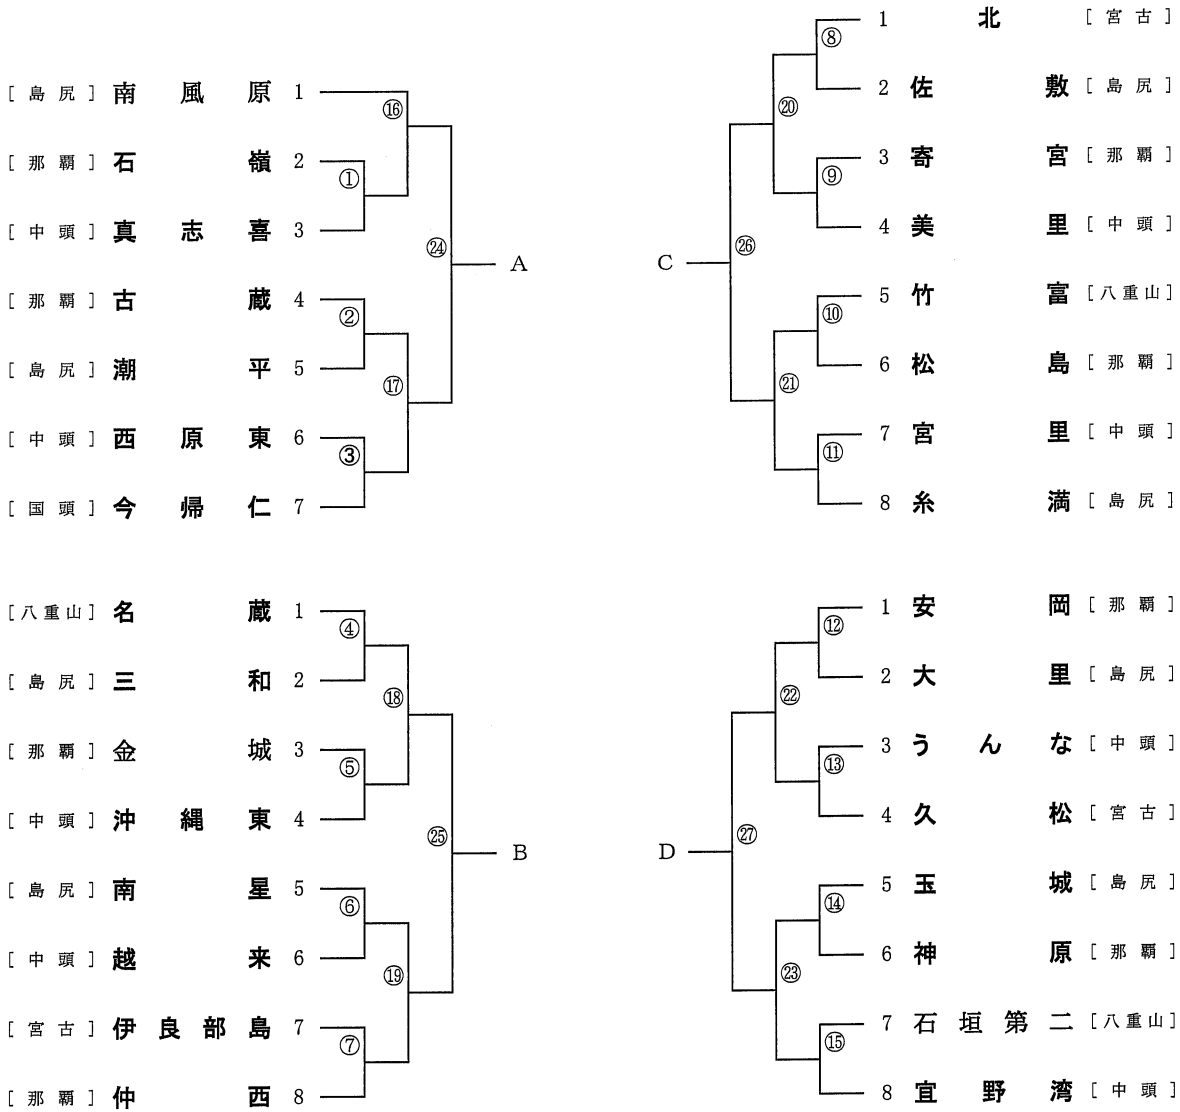 [島尻] 南風原 1
⑯
[那覇] 石嶺 2
①
[中頭] 真志喜 3
㉔ A
[那覇] 古蔵 4
②
[島尻] 潮平 5
⑰
[中頭] 西原東 6
③
[国頭] 今帰仁 7
[八重山] 名蔵 1
④
[島尻] 三和 2
⑱
[那覇] 金城 3
⑤
[中頭] 沖縄東 4
㉕ B
[島尻] 南星 5
⑥
[中頭] 越来 6
⑲
[宮古] 伊良部島 7
⑦
[那覇] 仲西 8
1 北 [宮古]
⑧
2 佐敷 [島尻]
⑳
3 寄宮 [那覇]
⑨
4 美里 [中頭]
C ㉖
5 竹富 [八重山]
⑩
6 松島 [那覇]
㉑
7 宮里 [中頭]
⑪
8 糸満 [島尻]
1 安岡 [那覇]
⑫
2 大里 [島尻]
㉒
3 うんな [中頭]
⑬
4 久松 [宮古]
D ㉗
5 玉城 [島尻]
⑭
6 神原 [那覇]
㉓
7 石垣第二 [八重山]
⑮
8 宜野湾 [中頭]